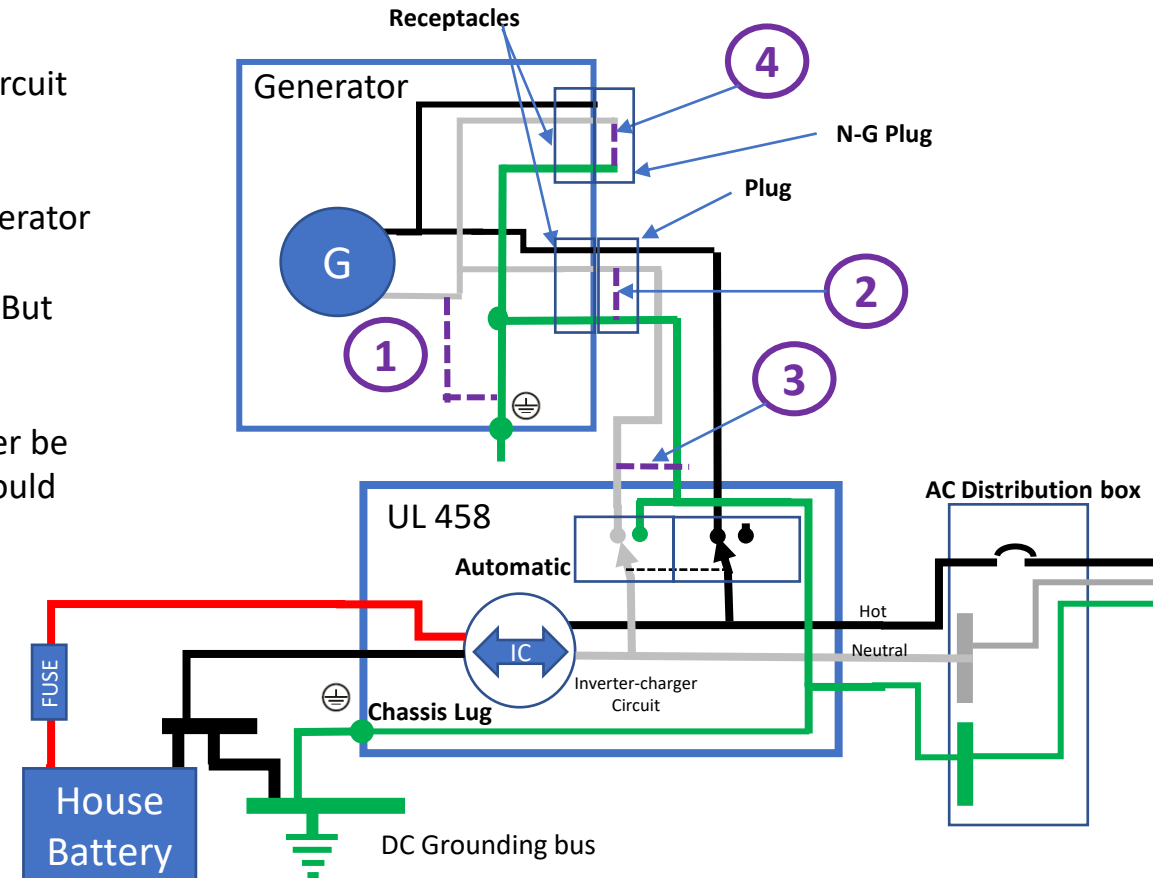 Receptacles
rcuit
Generator
4
N-G Plug
Plug
erator
G
2
But
1
3
er be
ould
UL 458
AC Distribution box
Automatic
Hot
IC
Neutral
FUSE
Inverter-charger
Circuit
Chassis Lug
House
Battery
DC Grounding bus